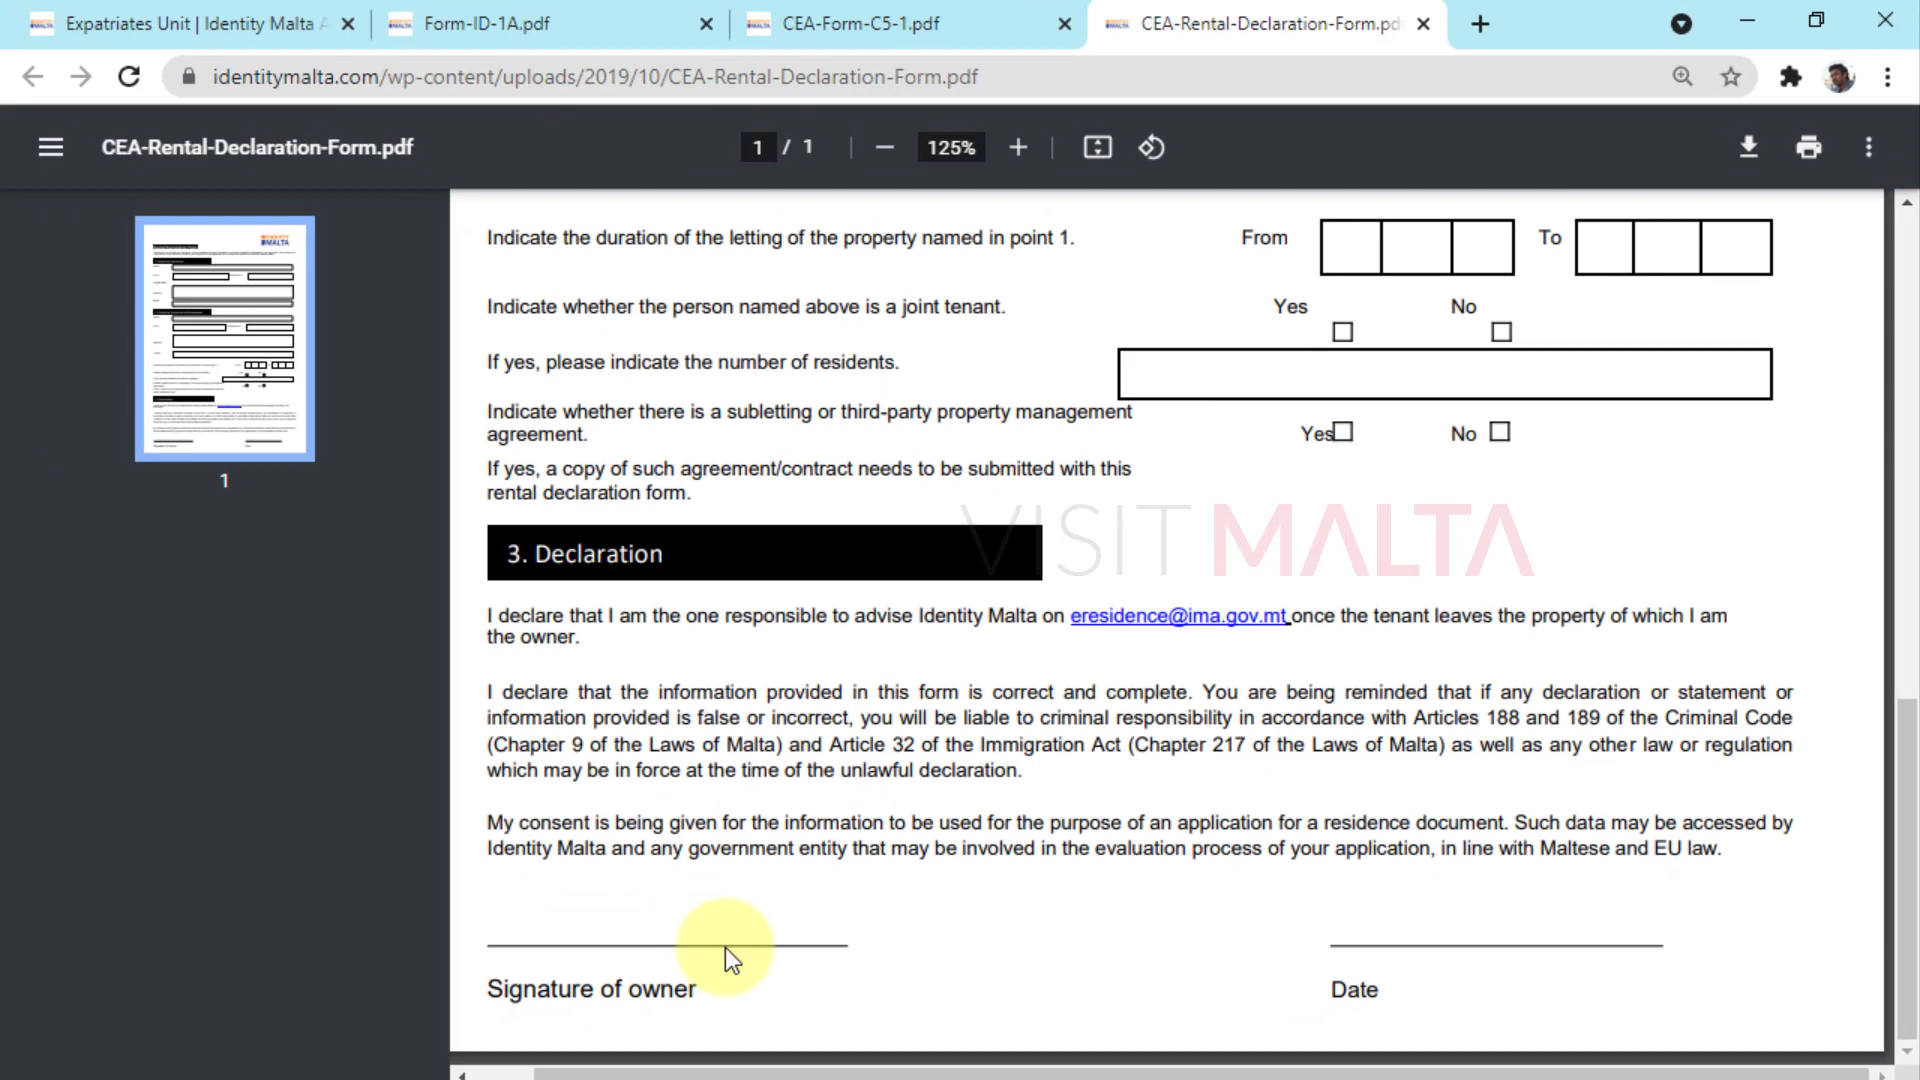 Expatriates Unit | Identity Malta A
Form-ID-1A.pdf
CEA-Form-C5-1.pdf
CEA-Rental-Declaration-Form.pd
identitymalta.com/wp-content/uploads/2019/10/CEA-Rental-Declaration-Form.pdf
CEA-Rental-Declaration-Form.pdf
1 / 1
125%
Indicate the duration of the letting of the property named in point 1. From To
Indicate whether the person named above is a joint tenant. Yes No
If yes, please indicate the number of residents.
Indicate whether there is a subletting or third-party property management
agreement. Yes No
If yes, a copy of such agreement/contract needs to be submitted with this
rental declaration form.
VISIT MALTA
3. Declaration
I declare that I am the one responsible to advise Identity Malta on eresidence@ima.gov.mt once the tenant leaves the property of which I am
the owner.
I declare that the information provided in this form is correct and complete. You are being reminded that if any declaration or statement or
information provided is false or incorrect, you will be liable to criminal responsibility in accordance with Articles 188 and 189 of the Criminal Code
(Chapter 9 of the Laws of Malta) and Article 32 of the Immigration Act (Chapter 217 of the Laws of Malta) as well as any other law or regulation
which may be in force at the time of the unlawful declaration.
My consent is being given for the information to be used for the purpose of an application for a residence document. Such data may be accessed by
Identity Malta and any government entity that may be involved in the evaluation process of your application, in line with Maltese and EU law.
Signature of owner
Date
IDENTITY
MALTA
1